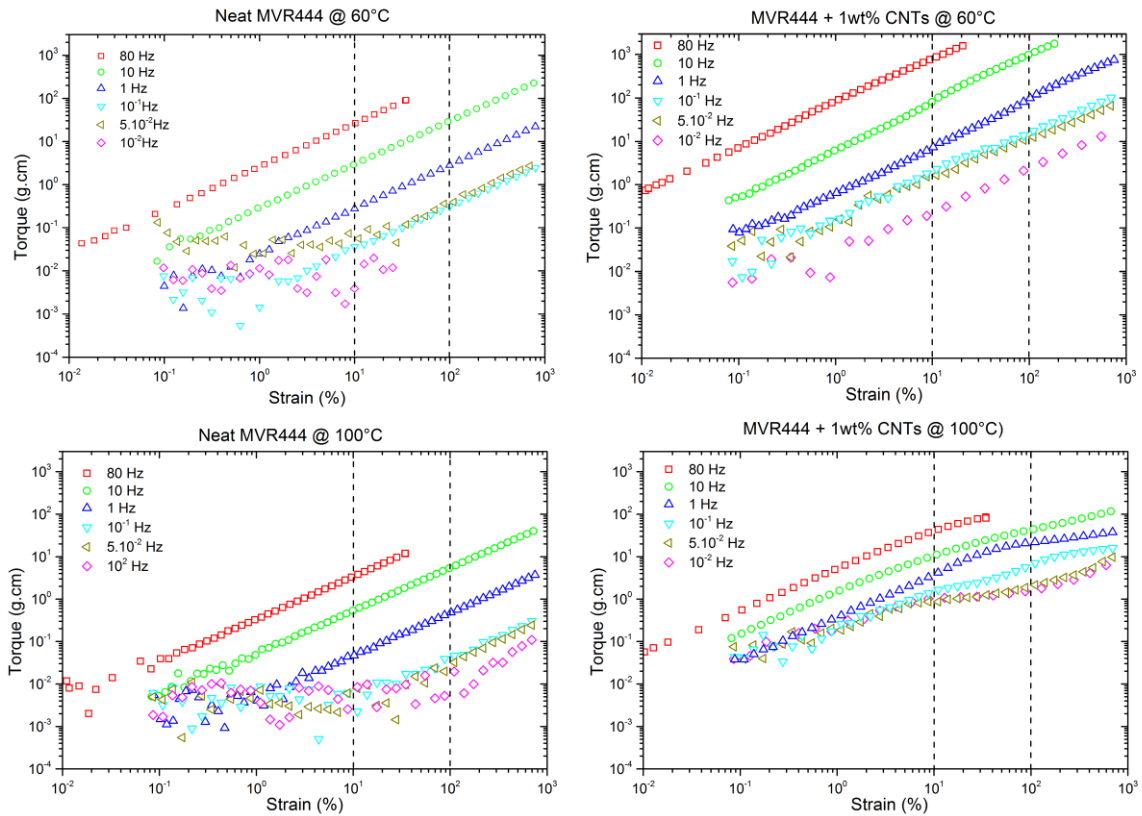 Neat MVR444 @ 60°C
80 Hz
10 Hz
1 Hz
10⁻¹ Hz
5.10⁻²Hz
10⁻²Hz
10³
10²
10¹
10⁰
10⁻¹
10⁻²
10⁻³
10⁻⁴
Torque (g.cm)
10⁻² 10⁻¹ 10⁰ 10¹ 10² 10³
Strain (%)
MVR444 + 1wt% CNTs @ 60°C
80 Hz
10 Hz
1 Hz
10⁻¹ Hz
5.10⁻² Hz
10⁻² Hz
10³
10²
10¹
10⁰
10⁻¹
10⁻²
10⁻³
10⁻⁴
Torque (g.cm)
10⁻² 10⁻¹ 10⁰ 10¹ 10² 10³
Strain (%)
Neat MVR444 @ 100°C
80 Hz
10 Hz
1 Hz
10⁻¹ Hz
5.10⁻² Hz
10² Hz
10³
10²
10¹
10⁰
10⁻¹
10⁻²
10⁻³
10⁻⁴
Torque (g.cm)
10⁻² 10⁻¹ 10⁰ 10¹ 10² 10³
Strain (%)
MVR444 + 1wt% CNTs @ 100°C)
80 Hz
10 Hz
1 Hz
10⁻¹ Hz
5.10⁻² Hz
10⁻² Hz
10³
10²
10¹
10⁰
10⁻¹
10⁻²
10⁻³
10⁻⁴
Torque (g.cm)
10⁻² 10⁻¹ 10⁰ 10¹ 10² 10³
Strain (%)